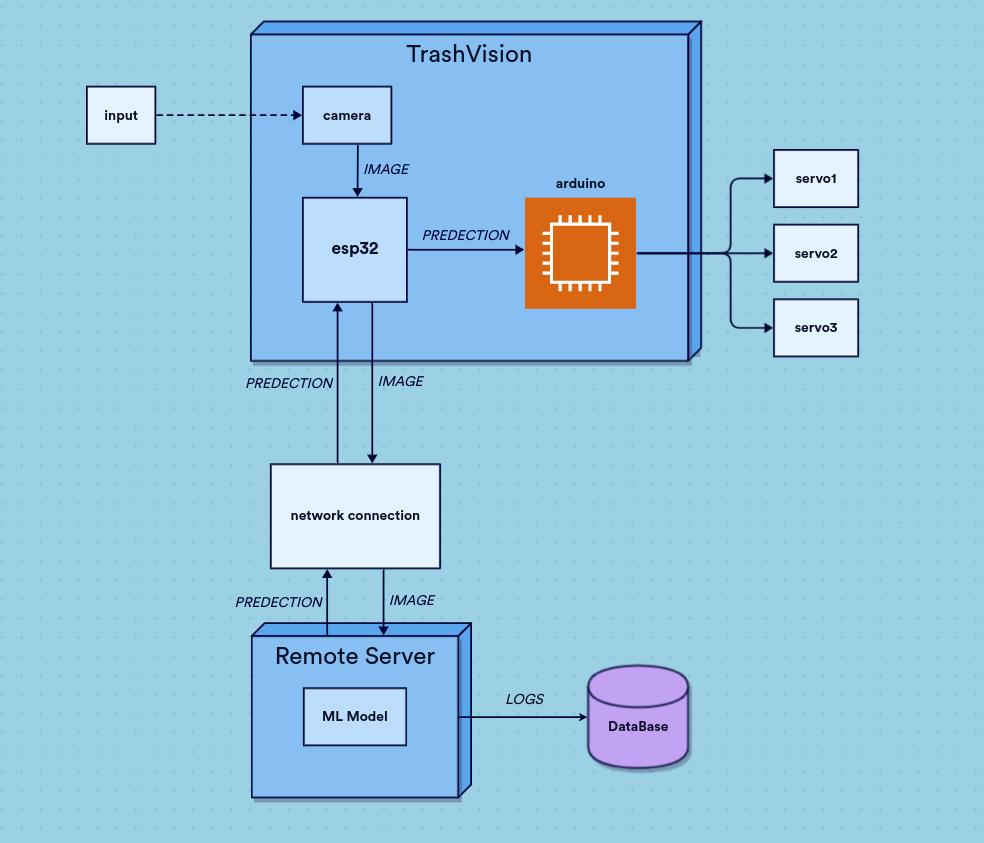 TrashVision
input
camera
IMAGE
arduino
esp32
PREDECTION
servo1
servo2
servo3
PREDECTION
IMAGE
network connection
PREDECTION
IMAGE
Remote Server
ML Model
LOGS
DataBase